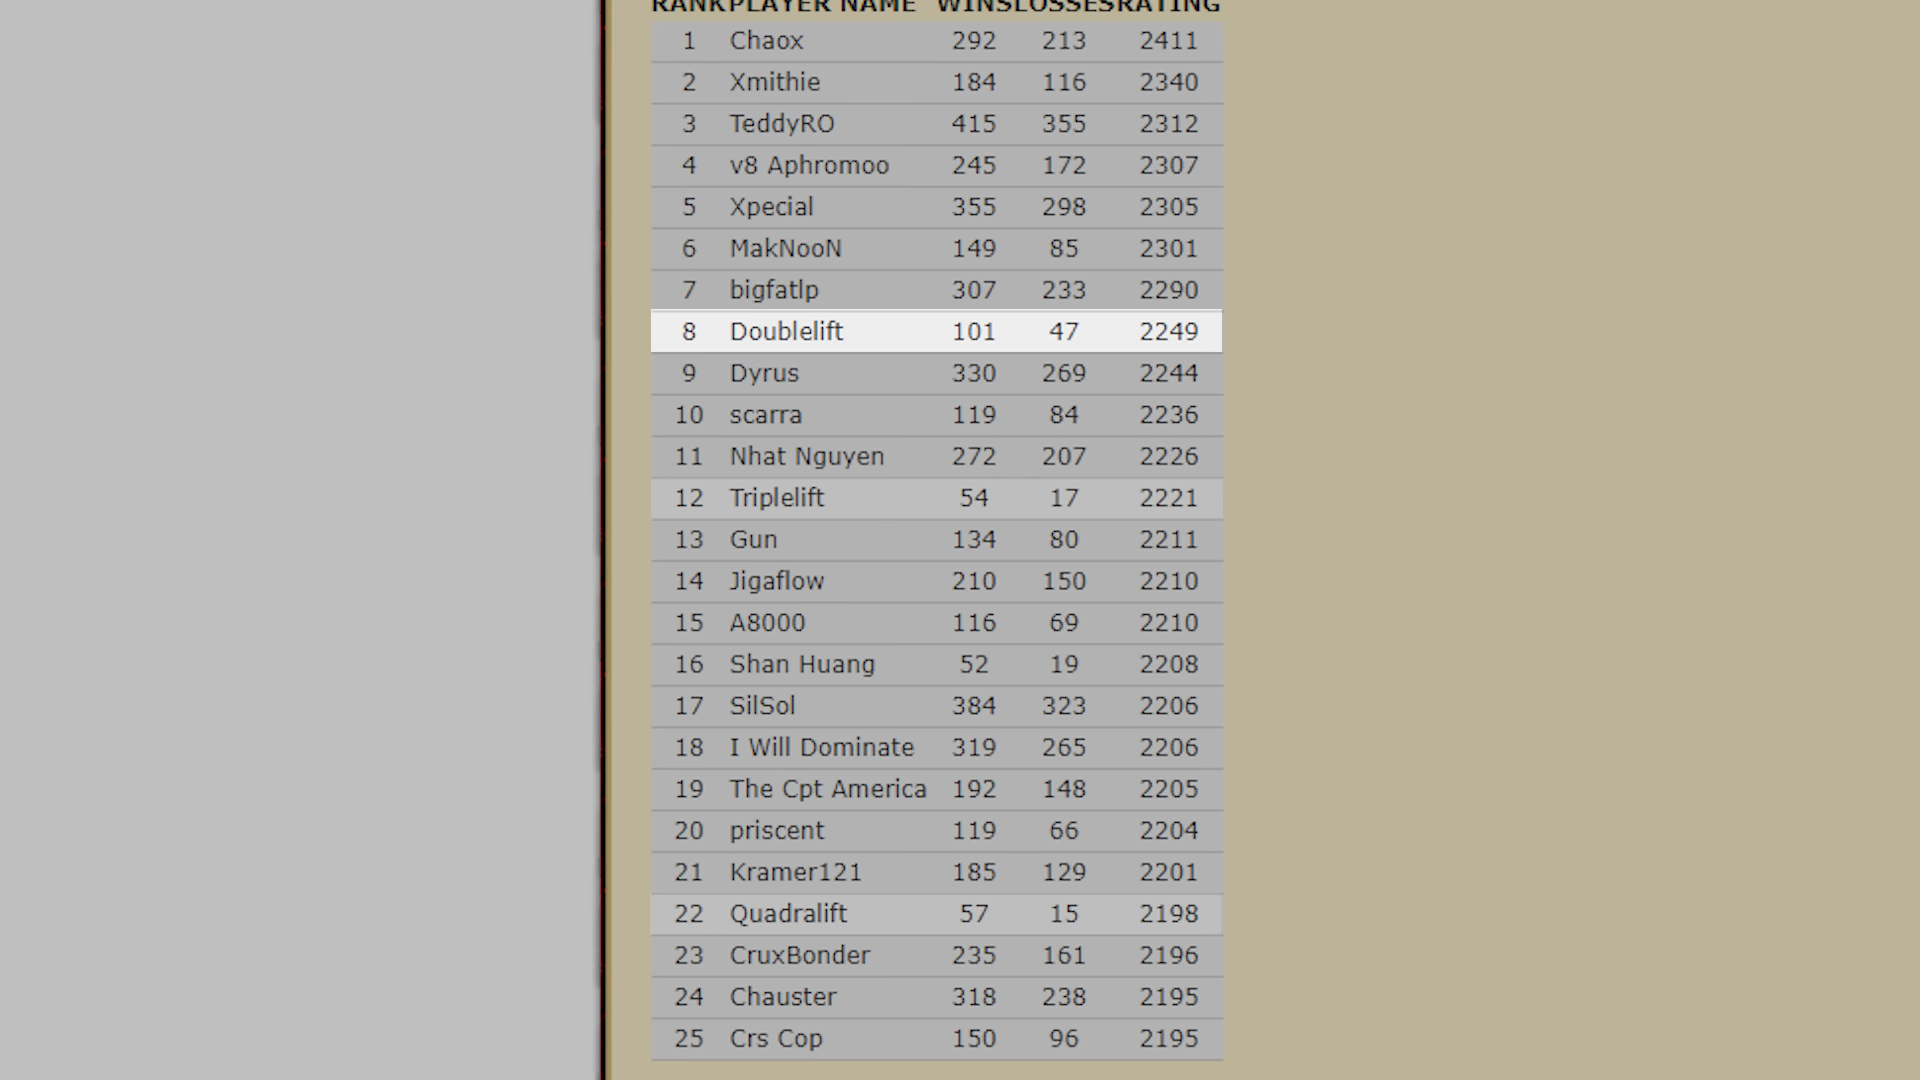 RANK PLAYER NAME WINS LOSSES RATING
1 Chaox 292 213 2411
2 Xmithie 184 116 2340
3 TeddyRO 415 355 2312
4 v8 Aphromoo 245 172 2307
5 Xpecial 355 298 2305
6 MakNooN 149 85 2301
7 bigfatlp 307 233 2290
8 Doublelift 101 47 2249
9 Dyrus 330 269 2244
10 scarra 119 84 2236
11 Nhat Nguyen 272 207 2226
12 Triplelift 54 17 2221
13 Gun 134 80 2211
14 Jigaflow 210 150 2210
15 A8000 116 69 2210
16 Shan Huang 52 19 2208
17 SilSol 384 323 2206
18 I Will Dominate 319 265 2206
19 The Cpt America 192 148 2205
20 priscent 119 66 2204
21 Kramer121 185 129 2201
22 Quadralift 57 15 2198
23 CruxBonder 235 161 2196
24 Chauster 318 238 2195
25 Crs Cop 150 96 2195